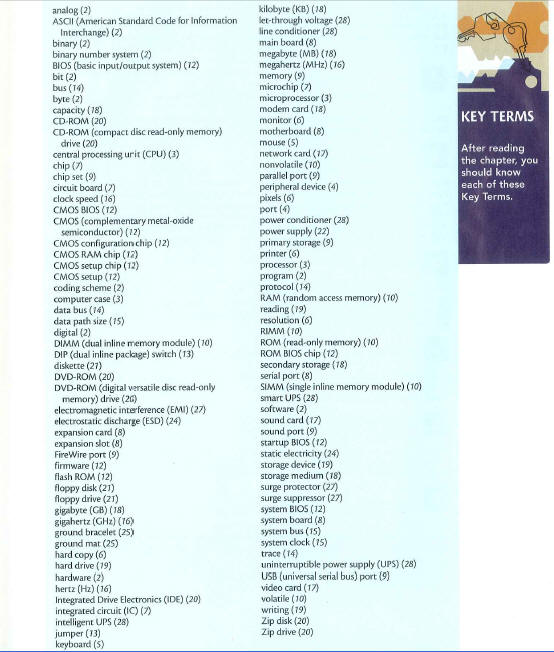 analog (2)
ASCII (American Standard Code for Information
Interchange) (2)
binary (2)
binary number system (2)
BIOS (basic input/output system) (12)
bit (2)
bus (14)
byte (2)
capacity (18)
CD-ROM (20)
CD-ROM (compact disc read-only memory)
drive (20)
central processing unit (CPU) (3)
chip (7)
chip set (9)
circuit board (7)
clock speed (16)
CMOS BIOS (12)
CMOS (complementary metal-oxide
semiconductor) (12)
CMOS configuration chip (12)
CMOS RAM chip (12)
CMOS setup chip (12)
CMOS setup (12)
coding scheme (2)
computer case (3)
data bus (14)
data path size (15)
digital (2)
DIMM (dual inline memory module) (10)
DIP (dual inline package) switch (13)
diskette (21)
DVD-ROM (20)
DVD-ROM (digital versatile disc read-only
memory) drive (20)
electromagnetic interference (EMI) (27)
electrostatic discharge (ESD) (24)
expansion card (8)
expansion slot (8)
FireWire port (9)
firmware (12)
flash ROM (12)
floppy disk (21)
floppy drive (21)
gigabyte (GB) (18)
gigahertz (GHz) (16)
ground bracelet (25)
ground mat (25)
hard copy (6)
hard drive (19)
hardware (2)
hertz (Hz) (16)
Integrated Drive Electronics (IDE) (20)
integrated circuit (IC) (7)
intelligent UPS (28)
jumper (13)
keyboard (5)
kilobyte (KB) (18)
let-through voltage (28)
line conditioner (28)
main board (8)
megabyte (MB) (18)
megahertz (MHz) (16)
memory (9)
microchip (7)
microprocessor (3)
modem card (18)
monitor (6)
motherboard (8)
mouse (5)
network card (17)
nonvolatile (10)
parallel port (9)
peripheral device (4)
pixels (6)
port (4)
power conditioner (28)
power supply (22)
primary storage (9)
printer (6)
processor (3)
program (2)
protocol (14)
RAM (random access memory) (10)
reading (19)
resolution (6)
RIMM (10)
ROM (read-only memory) (10)
ROM BIOS chip (12)
secondary storage (18)
serial port (8)
SIMM (single inline memory module) (10)
smart UPS (28)
software (2)
sound card (17)
sound port (9)
startup BIOS (12)
static electricity (24)
storage device (19)
storage medium (18)
surge protector (27)
surge suppressor (27)
system BIOS (12)
system board (8)
system bus (15)
system clock (15)
trace (14)
uninterruptible power supply (UPS) (28)
USB (universal serial bus) port (9)
video card (17)
volatile (10)
writing (19)
Zip disk (20)
Zip drive (20)
KEY TERMS
After reading
the chapter, you
should know
each of these
Key Terms.